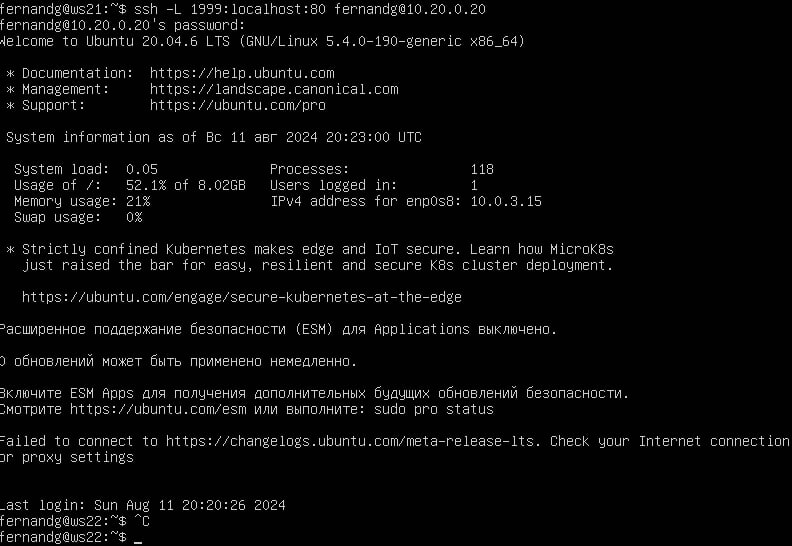 fernandg@ws21:~$ ssh -L 1999:localhost:80 fernandg@10.20.0.20
fernandg@10.20.0.20's password:
Welcome to Ubuntu 20.04.6 LTS (GNU/Linux 5.4.0-190-generic x86_64)
* Documentation:  https://help.ubuntu.com
* Management:     https://landscape.canonical.com
* Support:        https://ubuntu.com/pro
System information as of Вс 11 авг 2024 20:23:00 UTC
System load:  0.05               Processes:               118
Usage of /:   52.1% of 8.02GB   Users logged in:         1
Memory usage: 21%                IPv4 address for enp0s8: 10.0.3.15
Swap usage:   0%
* Strictly confined Kubernetes makes edge and IoT secure. Learn how MicroK8s
just raised the bar for easy, resilient and secure K8s cluster deployment.
https://ubuntu.com/engage/secure-kubernetes-at-the-edge
Расширенное поддержание безопасности (ESM) для Applications выключено.
0 обновлений может быть применено немедленно.
Включите ESM Apps для получения дополнительных будущих обновлений безопасности.
Смотрите https://ubuntu.com/esm или выполните: sudo pro status
Failed to connect to https://changelogs.ubuntu.com/meta-release-lts. Check your Internet connection
or proxy settings
Last login: Sun Aug 11 20:20:26 2024
fernandg@ws22:~$ ^C
fernandg@ws22:~$ _